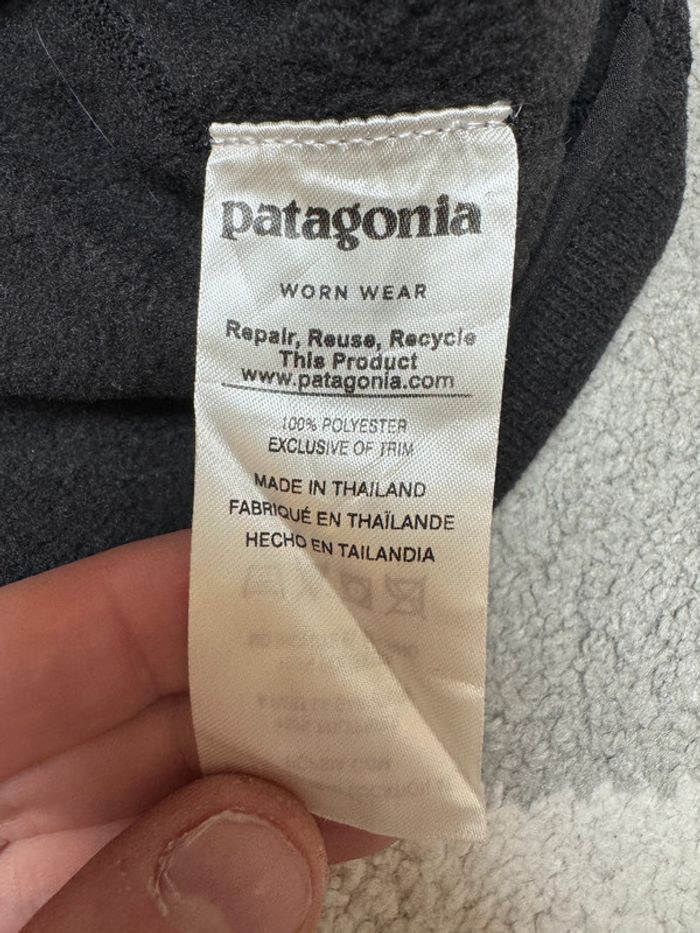 patagonia
WORN WEAR
Repair, Reuse, Recycle
This Product
www.patagonia.com
100% POLYESTER
EXCLUSIVE OF TRIM
MADE IN THAILAND
FABRIQUÉ EN THAÏLANDE
HECHO EN TAILANDIA